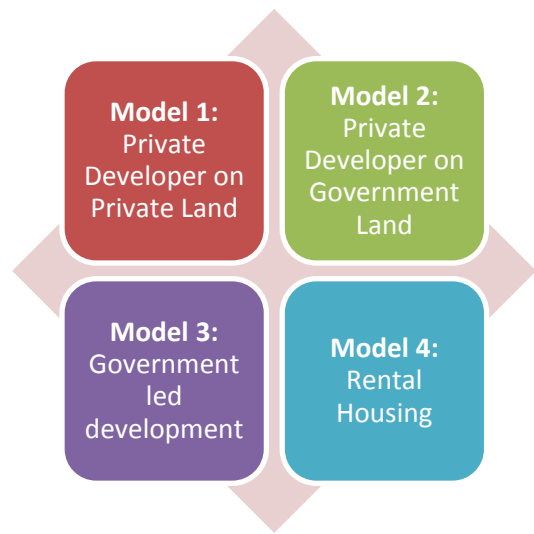 Model 1:
Private
Developer on
Private Land
Model 2:
Private
Developer on
Government
Land
Model 3:
Government
led
development
Model 4:
Rental
Housing